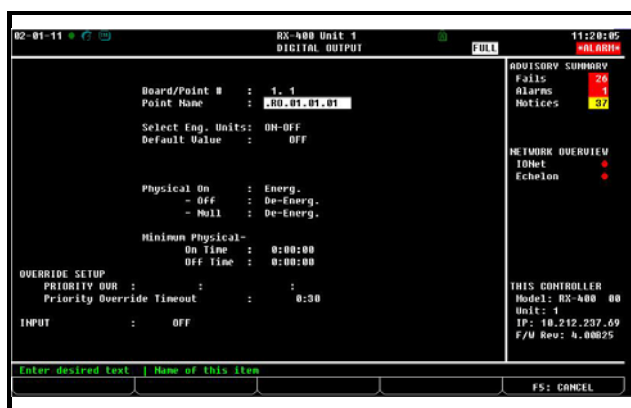 02-01-11 RX-400 Unit 1 11:20:05
DIGITAL OUTPUT FULL *ALARM*
ADVISORY SUMMARY
Fails 26
Alarms 1
Notices 37
NETWORK OVERVIEW
IONet
Echelon
THIS CONTROLLER
Model: RX-400 00
Unit: 1
IP: 10.212.237.69
F/W Rev: 4.00B25
Board/Point # : 1. 1
Point Name : .RO.01.01.01
Select Eng. Units: ON-OFF
Default Value : OFF
Physical On : Energ.
- Off : De-Energ.
- Null : De-Energ.
Minimum Physical-
On Time : 0:00:00
Off Time : 0:00:00
OVERRIDE SETUP
PRIORITY OVR : : :
Priority Override Timeout : 0:30
INPUT : OFF
Enter desired text | Name of this item
F5: CANCEL